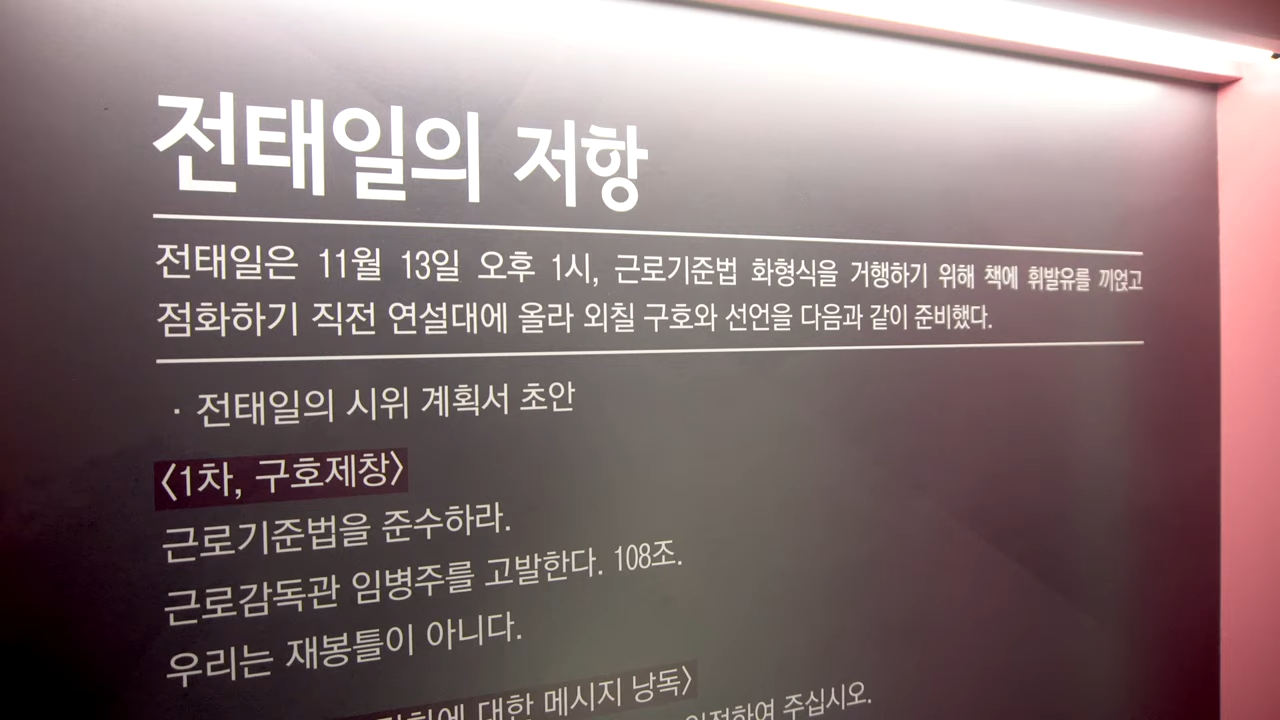 전태일의 저항
전태일은 11월 13일 오후 1시, 근로기준법 화형식을 거행하기 위해 책에 휘발유를 끼얹고
점화하기 직전 연설대에 올라 외칠 구호와 선언을 다음과 같이 준비했다.
· 전태일의 시위 계획서 초안
〈1차, 구호제창〉
근로기준법을 준수하라.
근로감독관 임병주를 고발한다. 108조.
우리는 재봉틀이 아니다.
대한 메시지 낭독〉
주십시오.